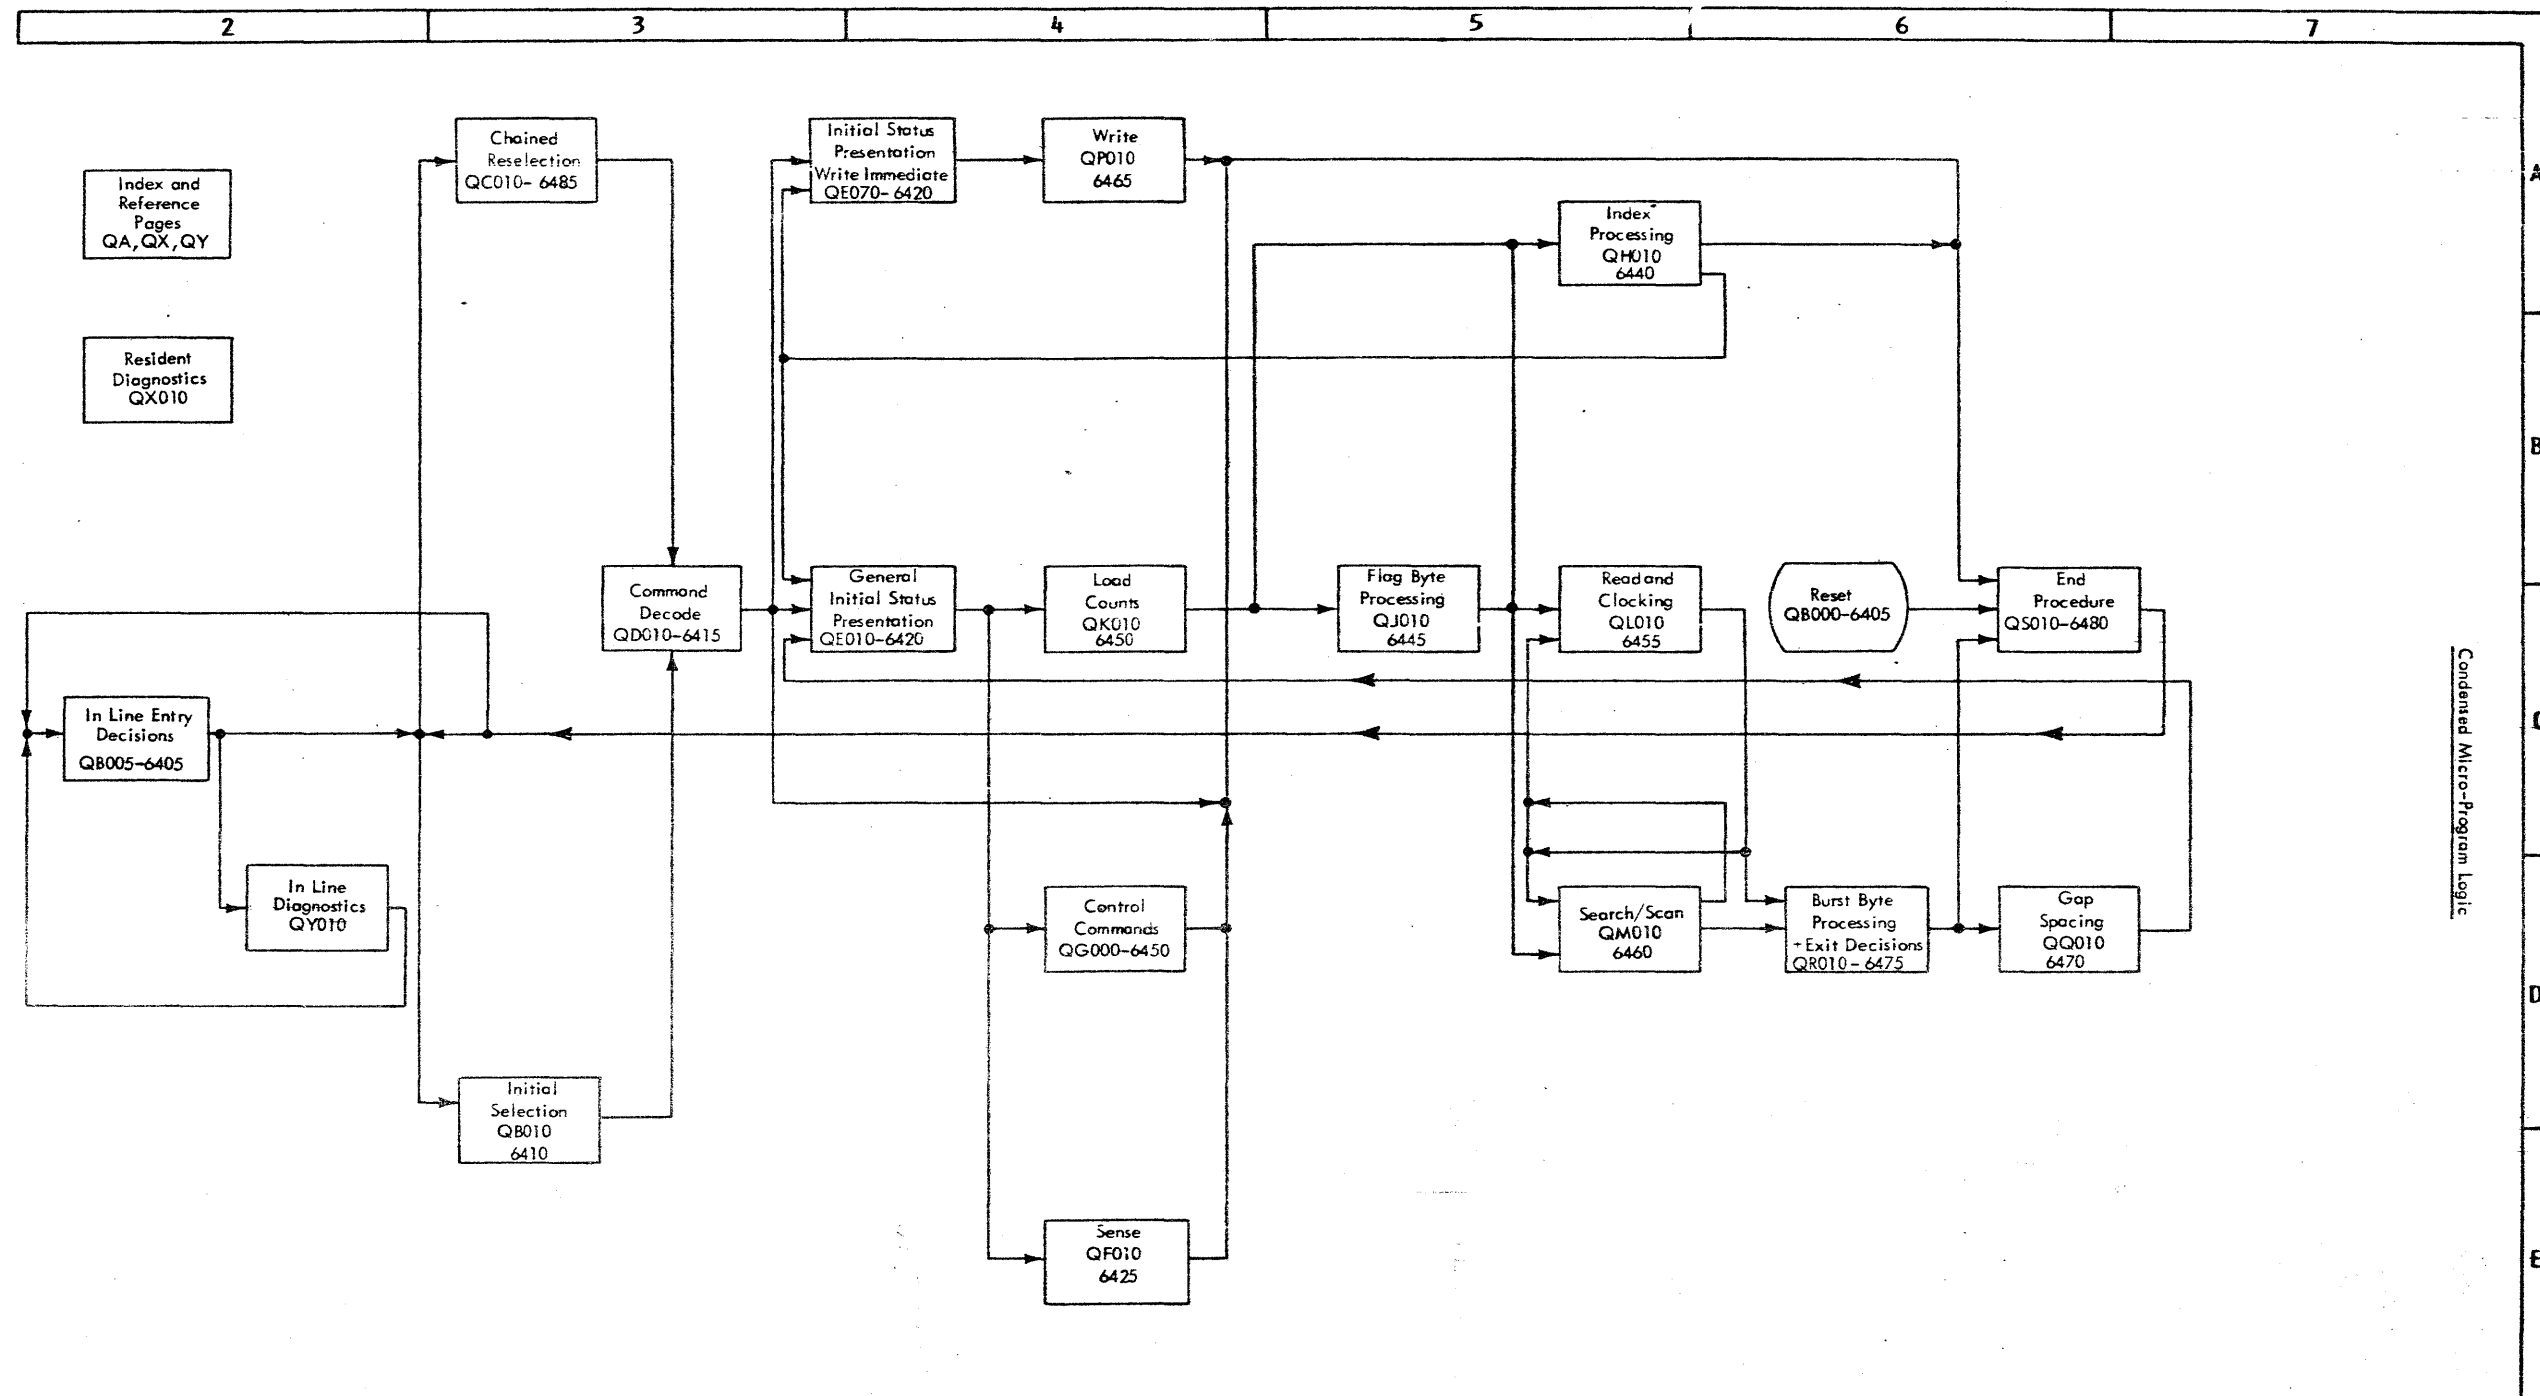 2 3 4 5 6 7
A
B
D
E
Index and
Reference
Pages
QA, QX, QY
Resident
Diagnostics
QX010
Chained
Reselection
QC010-6485
Initial Status
Presentation
Write Immediate
QE070-6420
Write
QP010
6465
Index
Processing
QH010
6440
Command
Decode
QD010-6415
General
Initial Status
Presentation
QE010-6420
Load
Counts
QK010
6450
Flag Byte
Processing
QJ010
6445
Read and
Clocking
QL010
6455
Reset
QB000-6405
End
Procedure
QS010-6480
In Line Entry
Decisions
QB005-6405
In Line
Diagnostics
QY010
Control
Commands
QG000-6450
Search/Scan
QM010
6460
Burst Byte
Processing
+Exit Decisions
QR010-6475
Gap
Spacing
QQ010
6470
Initial
Selection
QB010
6410
Sense
QF010
6425
Condensed Micro-Program Logic